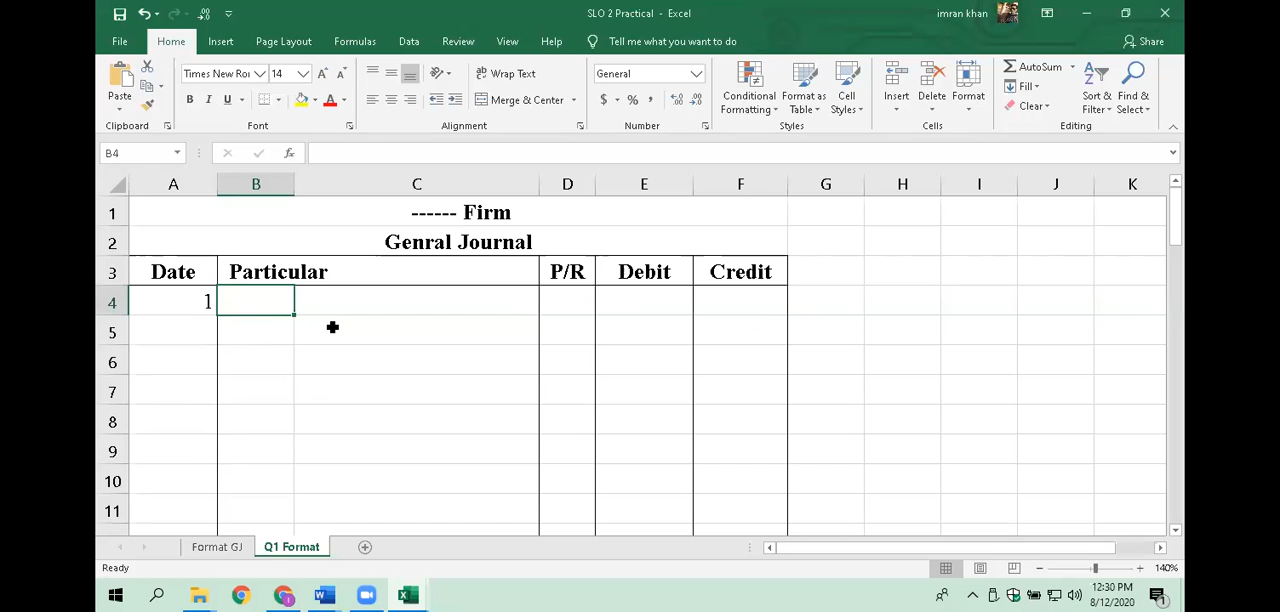 SLO 2 Practical - Excel
imran khan
File Home Insert Page Layout Formulas Data Review View Help Tell me what you want to do Share
Times New Roi 14 Wrap Text General AutoSum
Fill
Paste B I U Merge & Center $ % , Conditional Formatting Format as Table Cell Styles Insert Delete Format Clear Sort & Filter Find & Select
Clipboard Font Alignment Number Styles Cells Editing
B4 fx
A B C D E F G H I J K
1 ------ Firm
2 Genral Journal
3 Date Particular P/R Debit Credit
4 1
5
6
7
8
9
10
11
Format GJ Q1 Format
Ready 140%
12:30 PM
8/12/2020